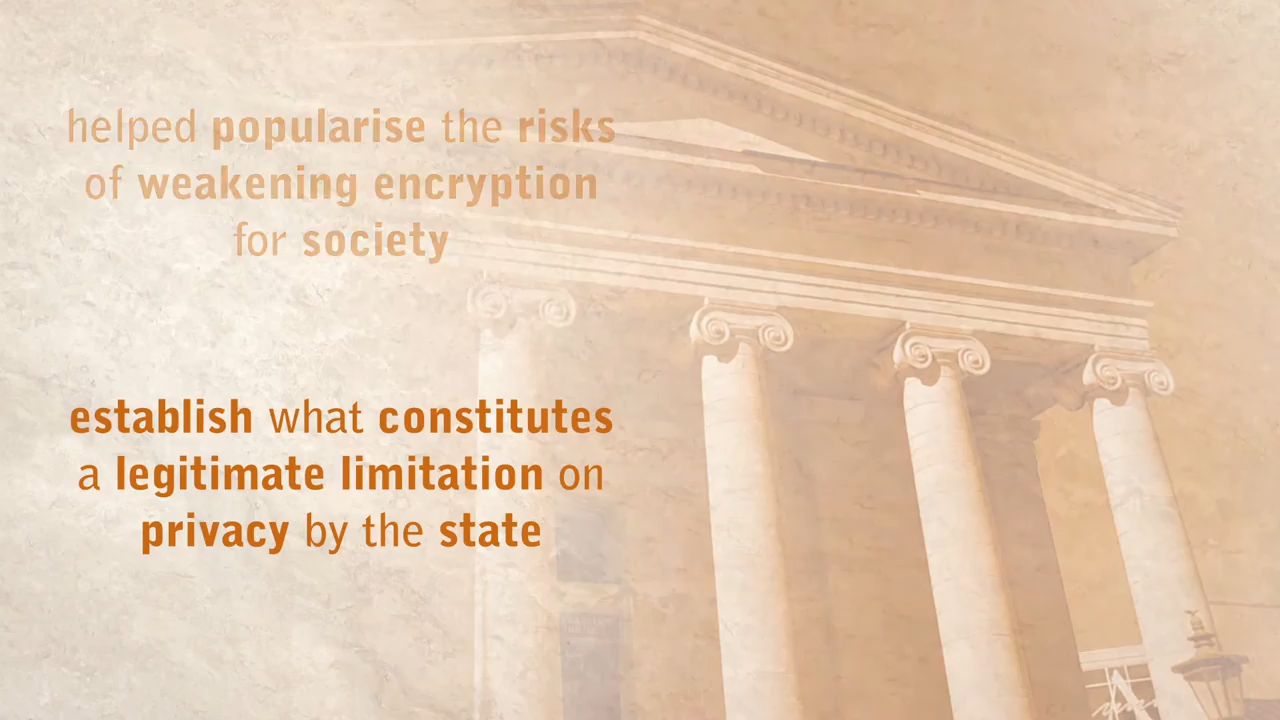 helped popularise the risks
of weakening encryption
for society
establish what constitutes
a legitimate limitation on
privacy by the state